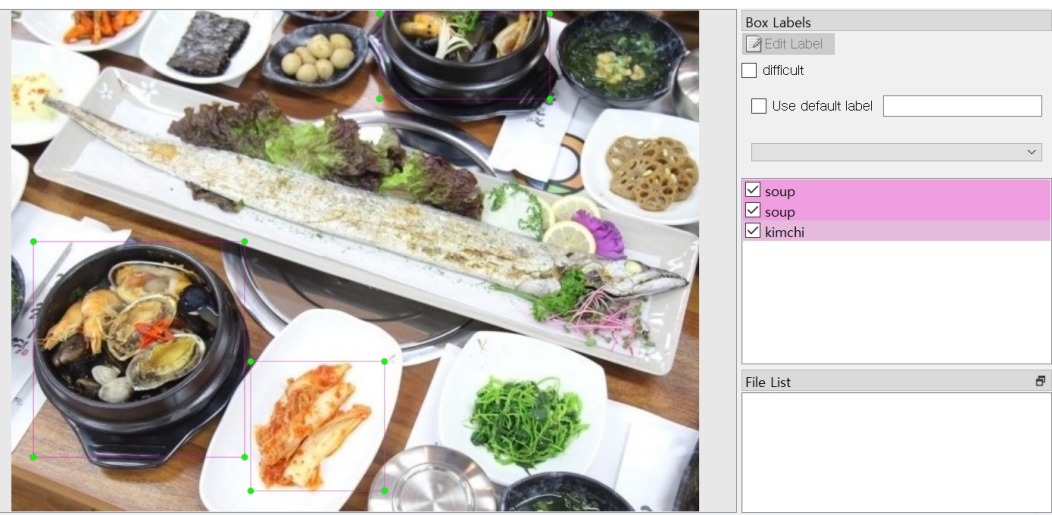 Box Labels
Edit Label
difficult
Use default label
soup
soup
kimchi
File List